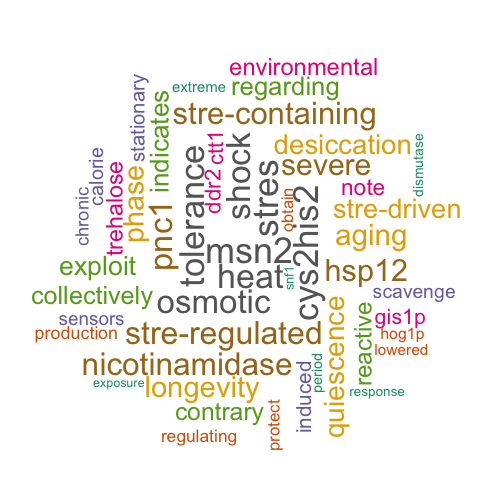 environmental
extreme
regarding
stationary
stre-containing
indicates
shock
ctt1
ddr2
desiccation
dismutase
calorie
chronic
trehalose
phase
tolerance
stres
severe
note
obtain
stre-driven
pnc1
cys2his2
msn2
aging
exploit
heat
snf1
hsp12
collectively
osmotic
scavenge
sensors
gis1p
production
stre-regulated
reactive
hog1p
quiescence
lowered
nicotinamidase
period
exposure
longevity
induced
response
contrary
protect
regulating